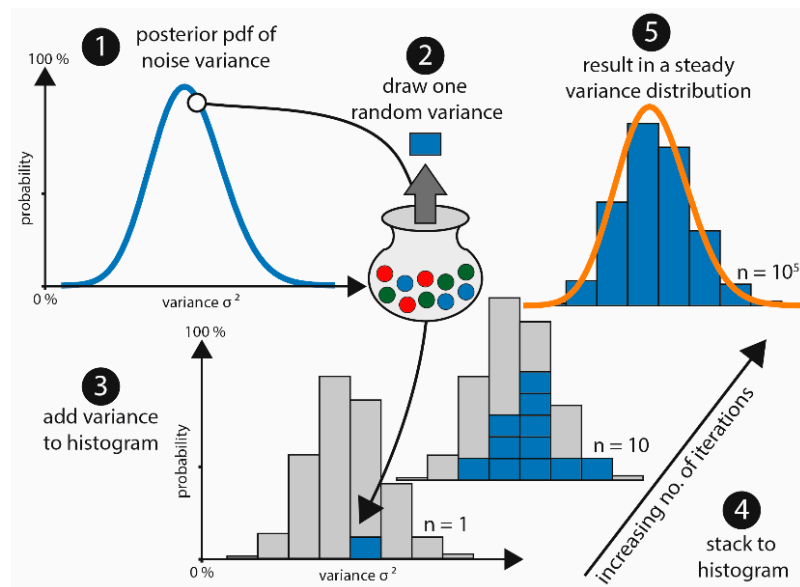 1
posterior pdf of
noise variance
100 %
probability
0 %
variance σ²
2
draw one
random variance
5
result in a steady
variance distribution
n = 10⁵
3
add variance
to histogram
100 %
probability
0 %
variance σ²
n = 1
n = 10
increasing no. of iterations
4
stack to
histogram